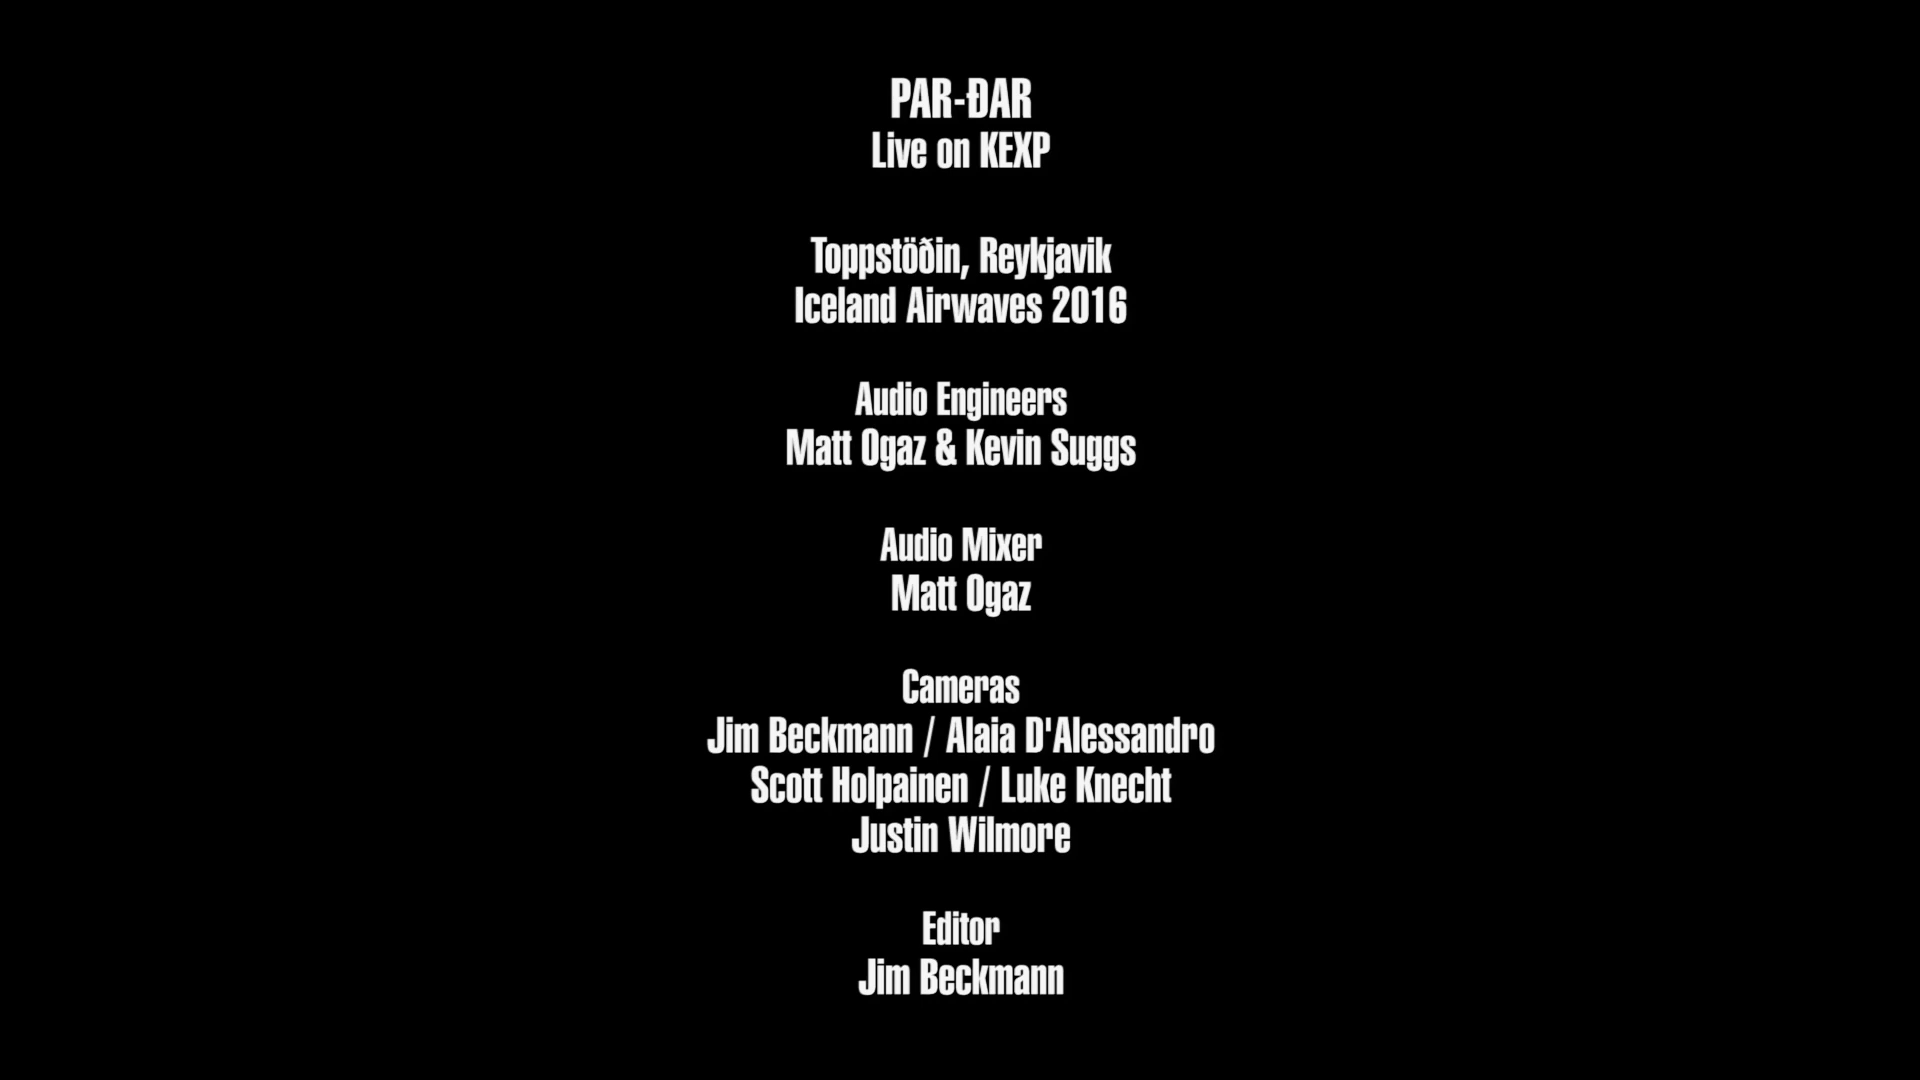 PAR-ÐAR
Live on KEXP
Toppstöðin, Reykjavik
Iceland Airwaves 2016
Audio Engineers
Matt Ogaz & Kevin Suggs
Audio Mixer
Matt Ogaz
Cameras
Jim Beckmann / Alaia D'Alessandro
Scott Holpainen / Luke Knecht
Justin Wilmore
Editor
Jim Beckmann